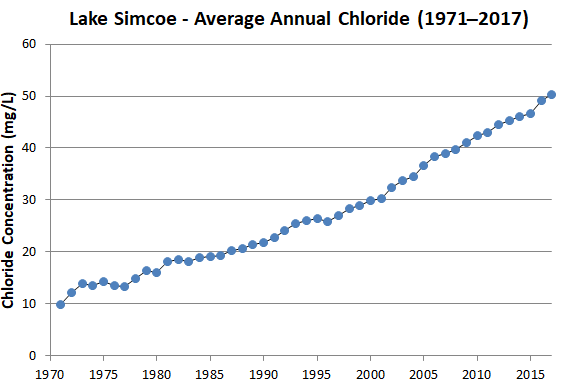 Lake Simcoe - Average Annual Chloride (1971–2017)
Chloride Concentration (mg/L)
60
50
40
30
20
10
0
1970 1975 1980 1985 1990 1995 2000 2005 2010 2015